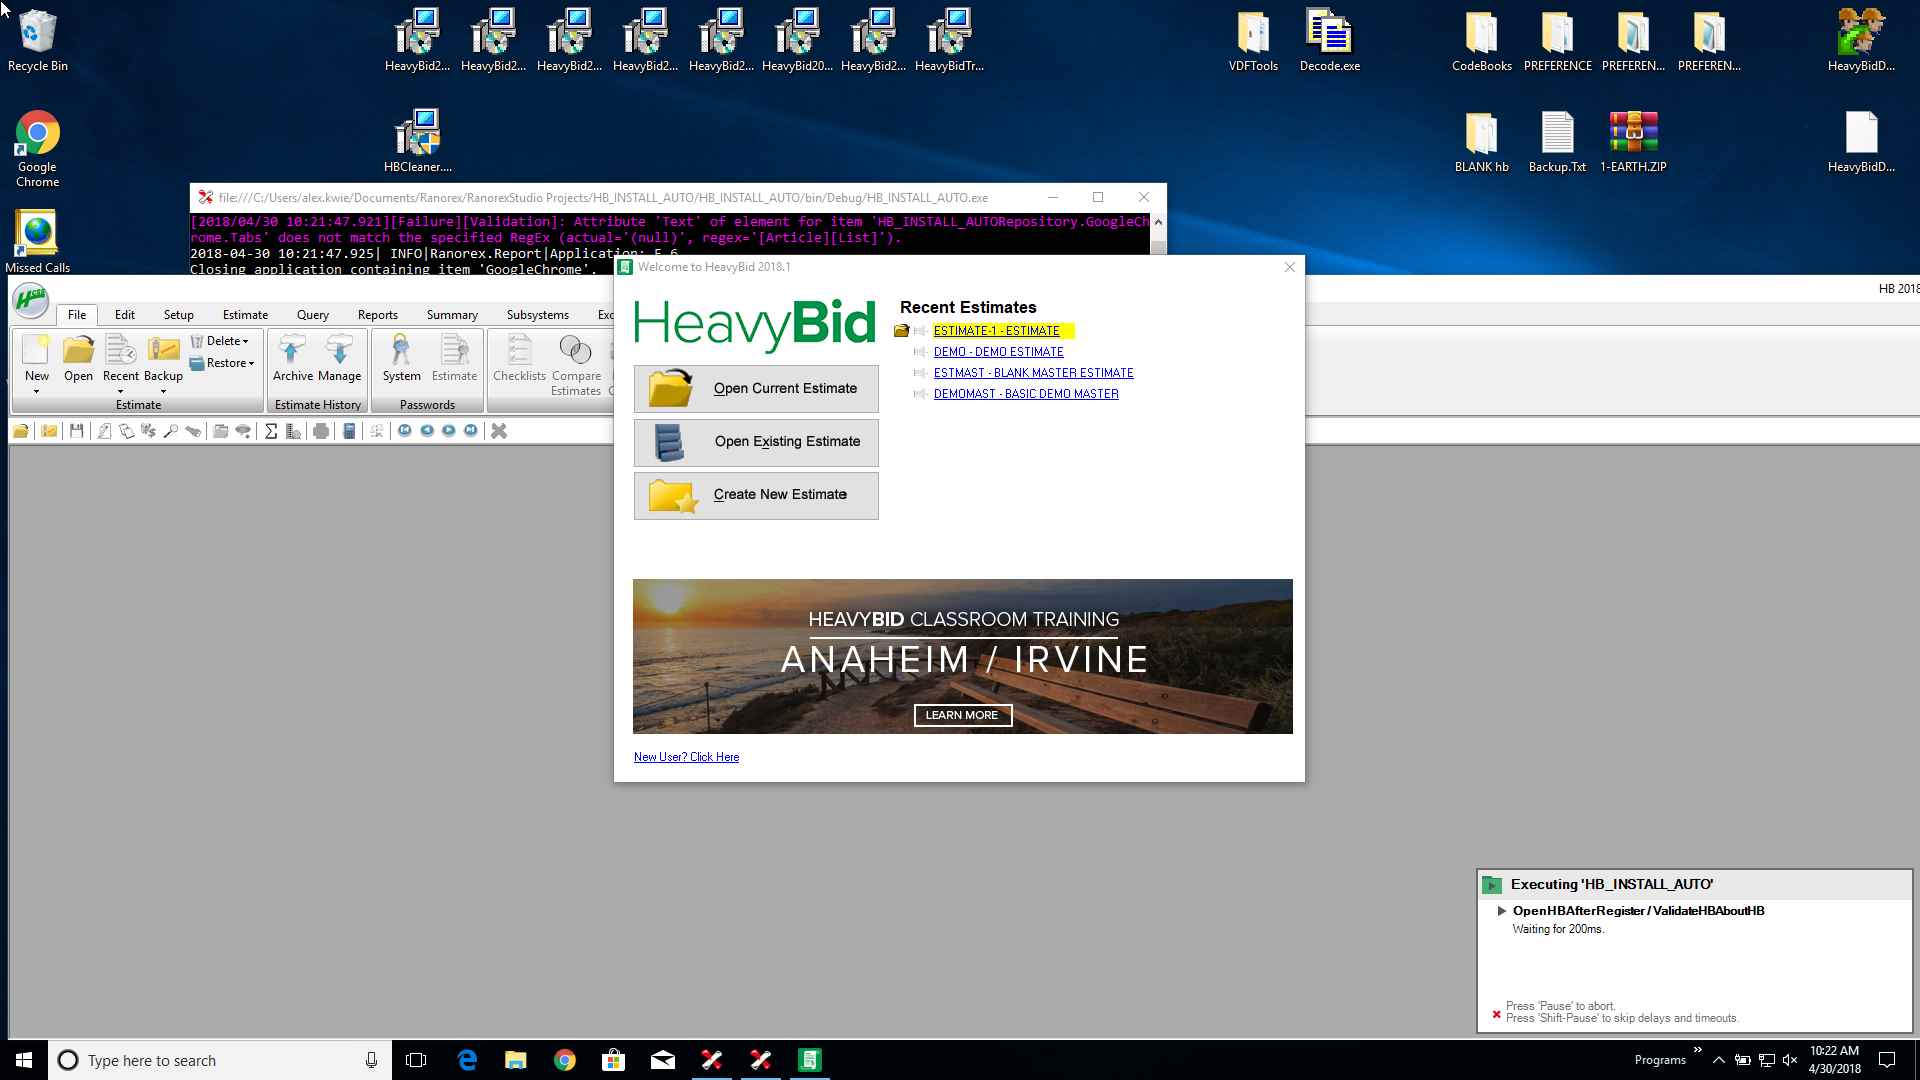 Recycle Bin
HeavyBid2...
HeavyBid2...
HeavyBid2...
HeavyBid2...
HeavyBid2...
HeavyBid20...
HeavyBid2...
HeavyBidTr...
VDFTools
Decode.exe
CodeBooks
PREFERENCE
PREFEREN...
PREFEREN...
HeavyBidD...
Google
Chrome
HBCleaner....
BLANK hb
Backup.Txt
1-EARTH.ZIP
HeavyBidD...
Missed Calls
file:///C:/Users/alex.kwie/Documents/Ranorex/RanorexStudio Projects/HB_INSTALL_AUTO/HB_INSTALL_AUTO/bin/Debug/HB_INSTALL_AUTO.exe
[2018/04/30 10:21:47.921][Failure][Validation]: Attribute 'Text' of element for item 'HB_INSTALL_AUTORepository.GoogleCh
rome.Tabs' does not match the specified RegEx (actual='(null)', regex='[Article][List]').
2018-04-30 10:21:47.925| INFO|Ranorex.Report|Application: 5.6
Closing application containing item 'GoogleChrome'.
HB 2018
File Edit Setup Estimate Query Reports Summary Subsystems Exc
New
Open
Recent
Backup
Delete
Restore
Estimate
Archive
Manage
Estimate History
System
Estimate
Passwords
Checklists
Compare
Estimates
Welcome to HeavyBid 2018.1
HeavyBid
Open Current Estimate
Open Existing Estimate
Create New Estimate
Recent Estimates
ESTIMATE-1 - ESTIMATE
DEMO - DEMO ESTIMATE
ESTMAST - BLANK MASTER ESTIMATE
DEMOMAST - BASIC DEMO MASTER
HEAVYBID CLASSROOM TRAINING
ANAHEIM / IRVINE
LEARN MORE
New User? Click Here
Executing 'HB_INSTALL_AUTO'
OpenHBAfterRegister / ValidateHBAboutHB
Waiting for 200ms.
Press 'Pause' to abort.
Press 'Shift-Pause' to skip delays and timeouts.
Type here to search
Programs
10:22 AM
4/30/2018